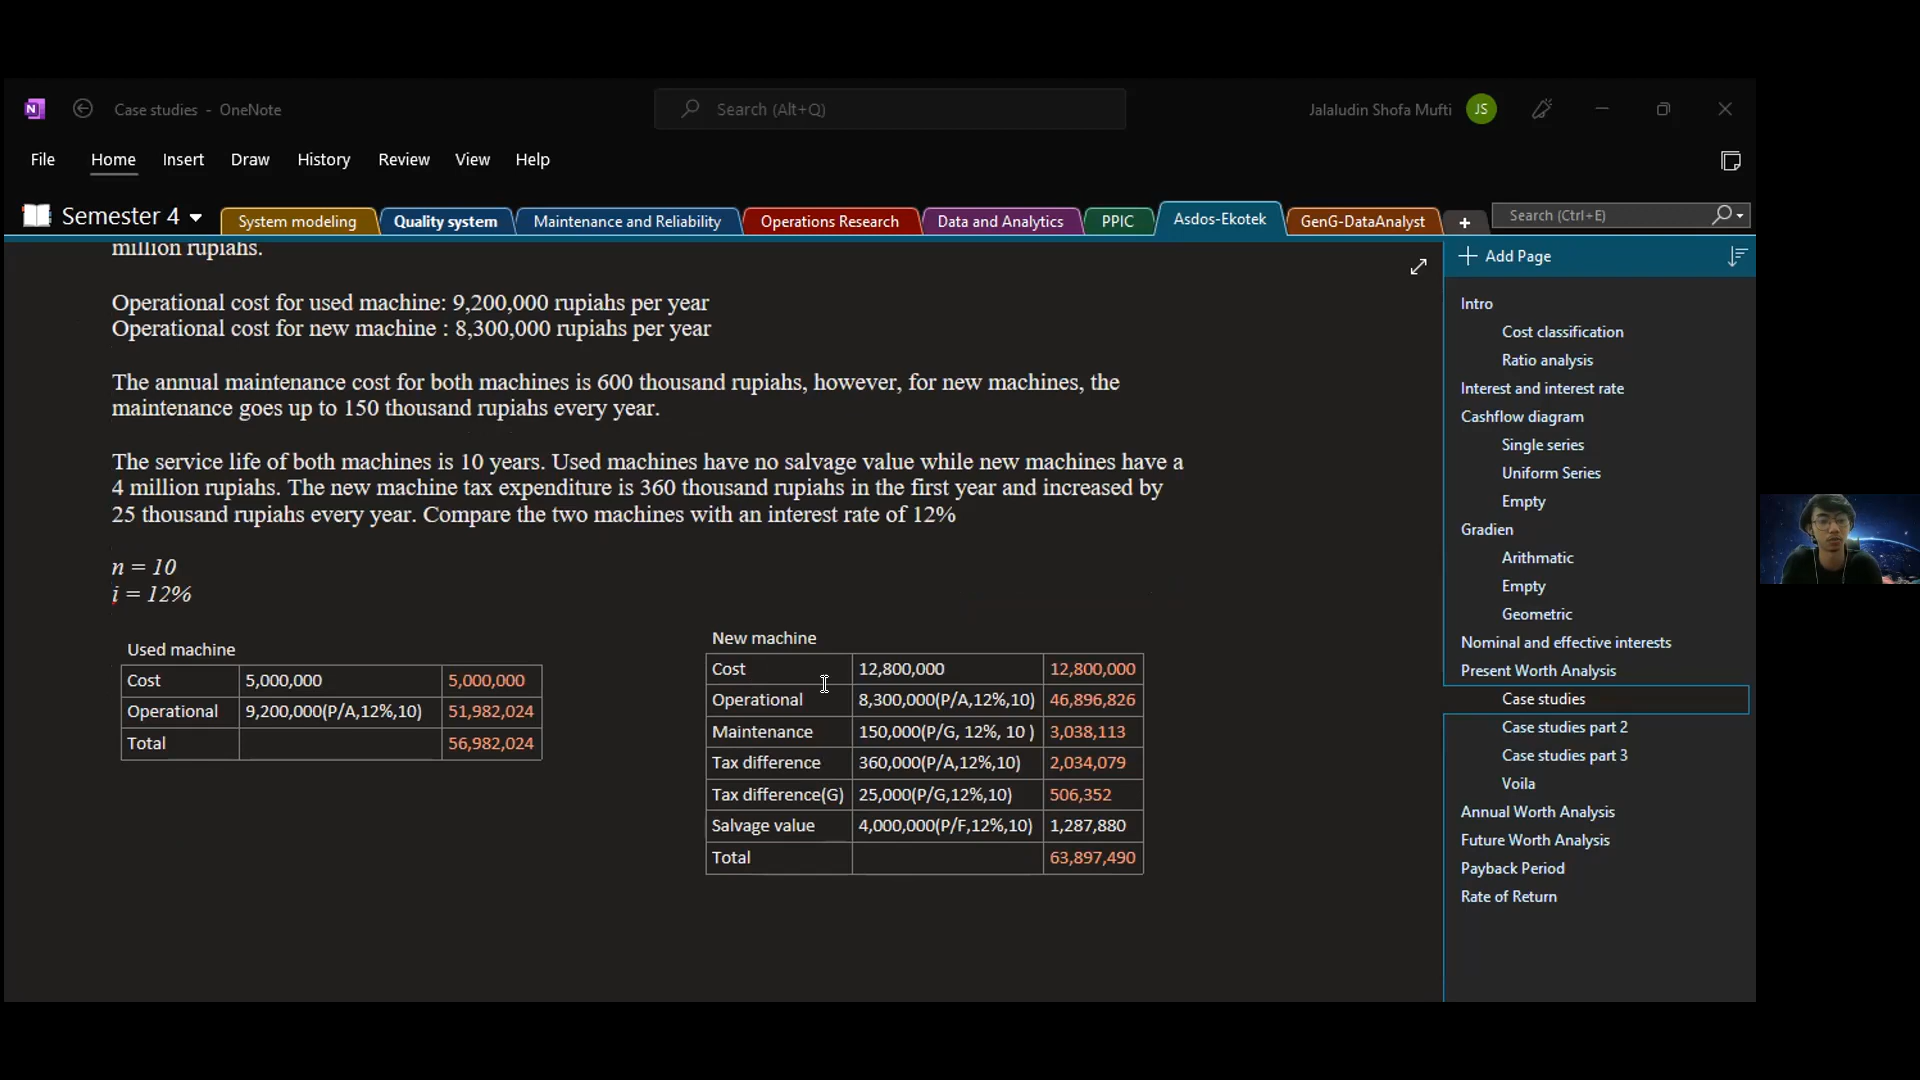 Case studies - OneNote
Search (Alt+Q)
Jalaludin Shofa Mufti
JS
File Home Insert Draw History Review View Help
Semester 4
System modeling
Quality system
Maintenance and Reliability
Operations Research
Data and Analytics
PPIC
Asdos-Ekotek
GenG-DataAnalyst
+
Search (Ctrl+E)
million rupiahs.
Operational cost for used machine: 9,200,000 rupiahs per year
Operational cost for new machine : 8,300,000 rupiahs per year
The annual maintenance cost for both machines is 600 thousand rupiahs, however, for new machines, the
maintenance goes up to 150 thousand rupiahs every year.
The service life of both machines is 10 years. Used machines have no salvage value while new machines have a
4 million rupiahs. The new machine tax expenditure is 360 thousand rupiahs in the first year and increased by
25 thousand rupiahs every year. Compare the two machines with an interest rate of 12%
n = 10
i = 12%
Used machine
Cost 5,000,000 5,000,000
Operational 9,200,000(P/A,12%,10) 51,982,024
Total 56,982,024
New machine
Cost 12,800,000 12,800,000
Operational 8,300,000(P/A,12%,10) 46,896,826
Maintenance 150,000(P/G, 12%, 10 ) 3,038,113
Tax difference 360,000(P/A,12%,10) 2,034,079
Tax difference(G) 25,000(P/G,12%,10) 506,352
Salvage value 4,000,000(P/F,12%,10) 1,287,880
Total 63,897,490
Add Page
Intro
Cost classification
Ratio analysis
Interest and interest rate
Cashflow diagram
Single series
Uniform Series
Empty
Gradien
Arithmatic
Empty
Geometric
Nominal and effective interests
Present Worth Analysis
Case studies
Case studies part 2
Case studies part 3
Voila
Annual Worth Analysis
Future Worth Analysis
Payback Period
Rate of Return